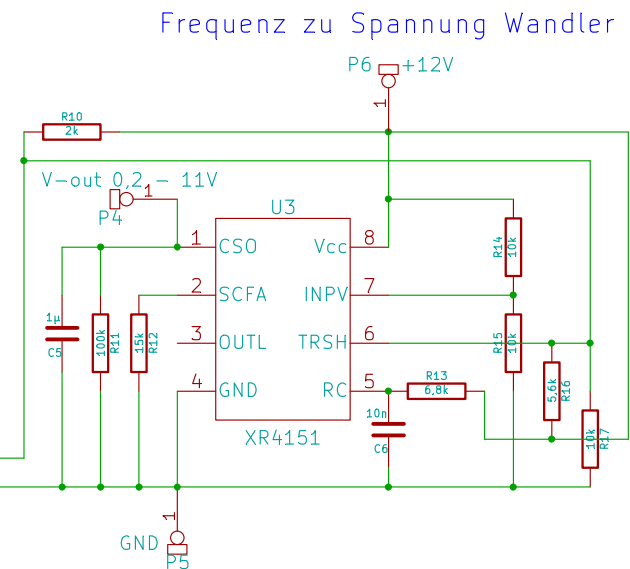 Frequenz zu Spannung Wandler
P6
+12V
1
R10
2k
V-out 0,2 - 11V
1
P4
U3
1
CSO
Vcc
8
R14
10k
2
SCFA
INPV
7
1µ
C5
100k
R11
15k
R12
3
OUTL
TRSH
6
R15
10k
4
GND
RC
5
R13
6,8k
5,6k
R16
10n
C6
XR4151
10k
R17
1
GND
P5